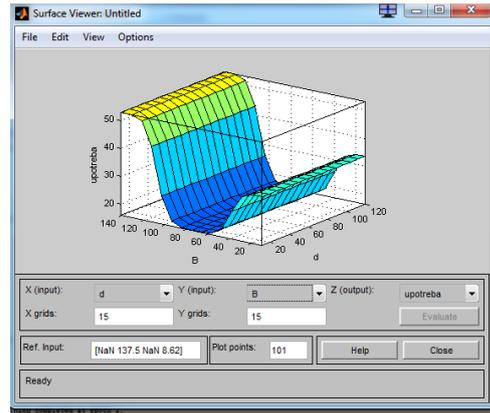 Surface Viewer: Untitled
File Edit View Options
50
40
30
20
upotreba
140 120 100 80 60 40 20
B
20 40 60 80 100 120
d
X (input): d Y (input): B Z (output): upotreba
X grids: 15 Y grids: 15 Evaluate
Ref. Input: [NaN 137.5 NaN 8.62] Plot points: 101 Help Close
Ready